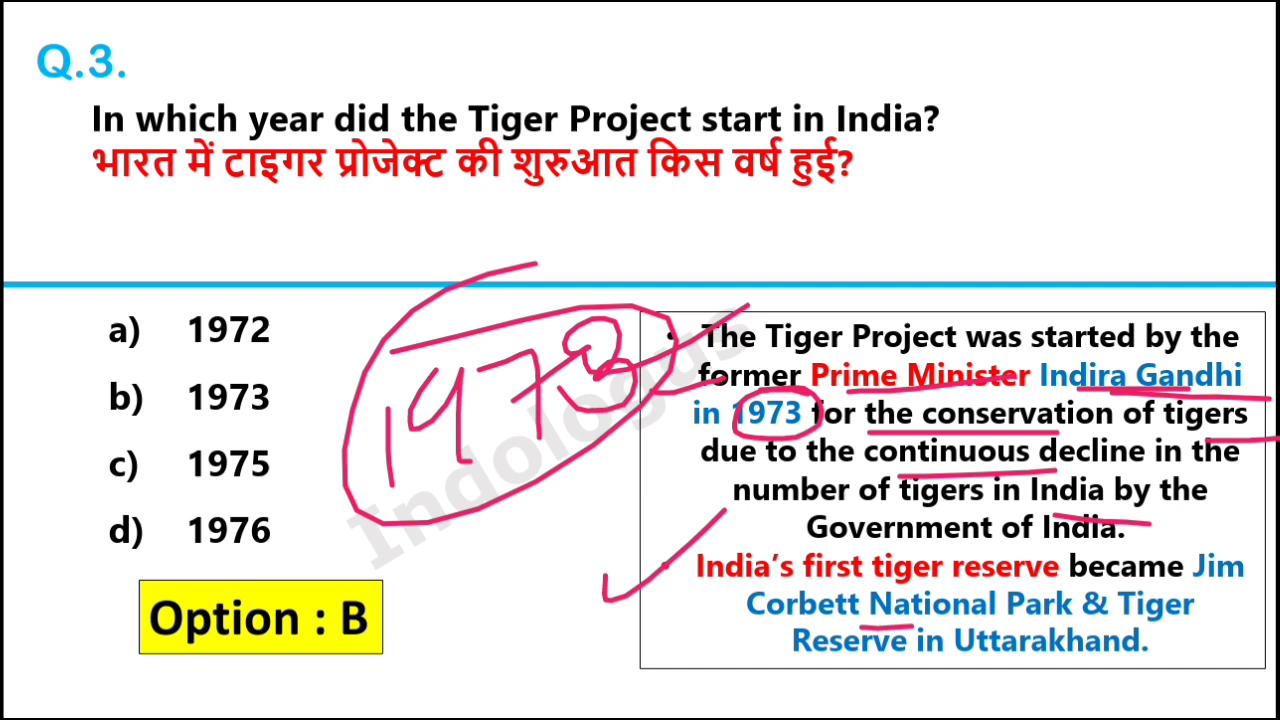 Q.3.
In which year did the Tiger Project start in India?
भारत में टाइगर प्रोजेक्ट की शुरुआत किस वर्ष हुई?
a) 1972
b) 1973
c) 1975
d) 1976
Option : B
1973
Indologus
• The Tiger Project was started by the
former Prime Minister Indira Gandhi
in 1973 for the conservation of tigers
due to the continuous decline in the
number of tigers in India by the
Government of India.
• India’s first tiger reserve became Jim
Corbett National Park & Tiger
Reserve in Uttarakhand.